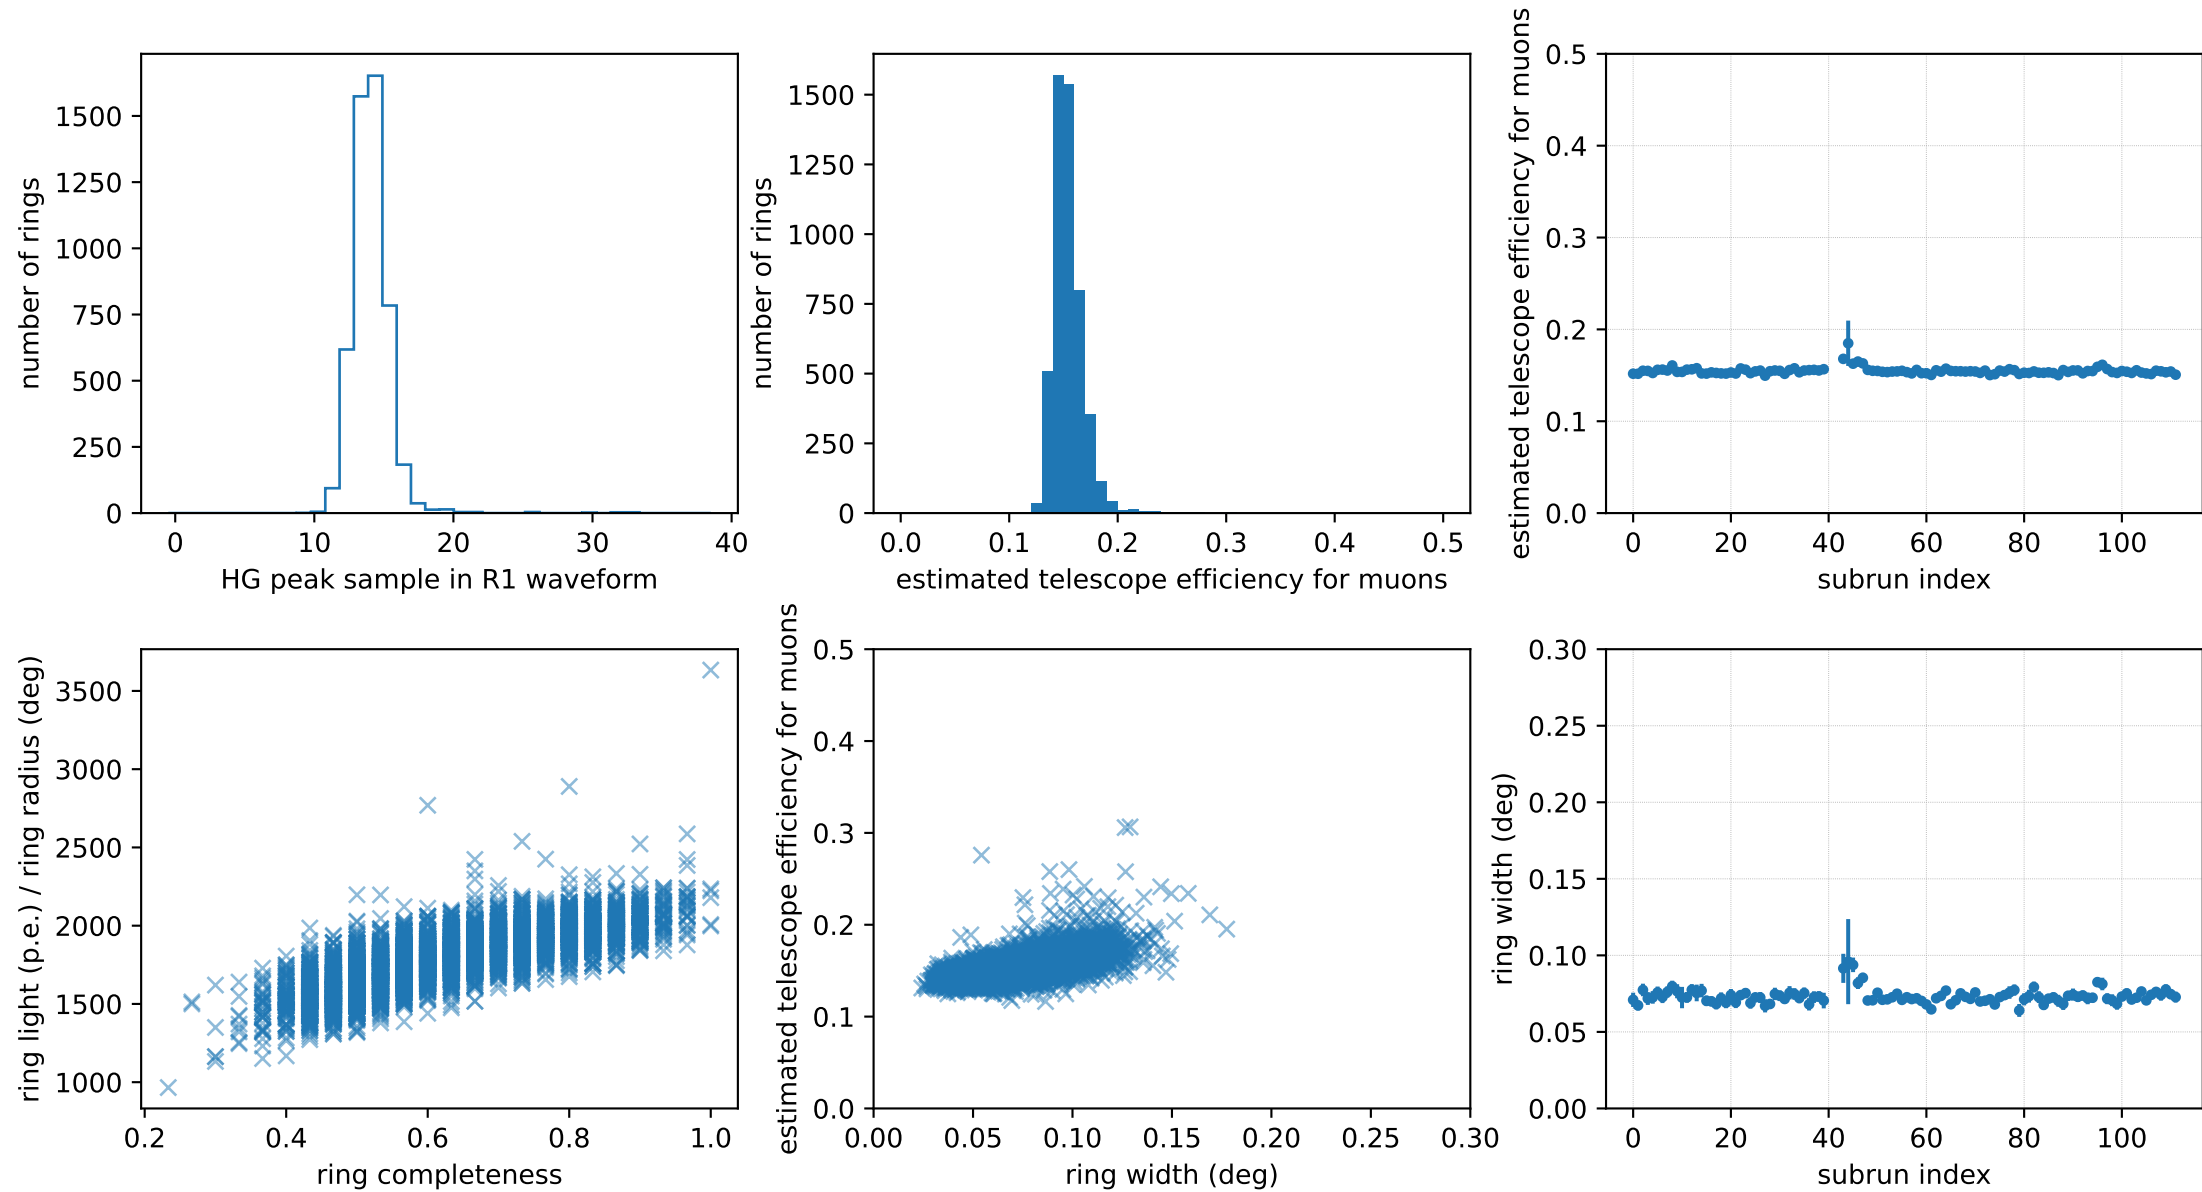 number of rings
1500
1250
1000
750
500
250
0
0 10 20 30 40
HG peak sample in R1 waveform
number of rings
1500
1250
1000
750
500
250
0
0.0 0.1 0.2 0.3 0.4 0.5
estimated telescope efficiency for muons
estimated telescope efficiency for muons
0.5
0.4
0.3
0.2
0.1
0.0
0 20 40 60 80 100
subrun index
ring light (p.e.) / ring radius (deg)
3500
3000
2500
2000
1500
1000
0.2 0.4 0.6 0.8 1.0
ring completeness
estimated telescope efficiency for muons
0.5
0.4
0.3
0.2
0.1
0.0
0.00 0.05 0.10 0.15 0.20 0.25 0.30
ring width (deg)
ring width (deg)
0.30
0.25
0.20
0.15
0.10
0.05
0.00
0 20 40 60 80 100
subrun index